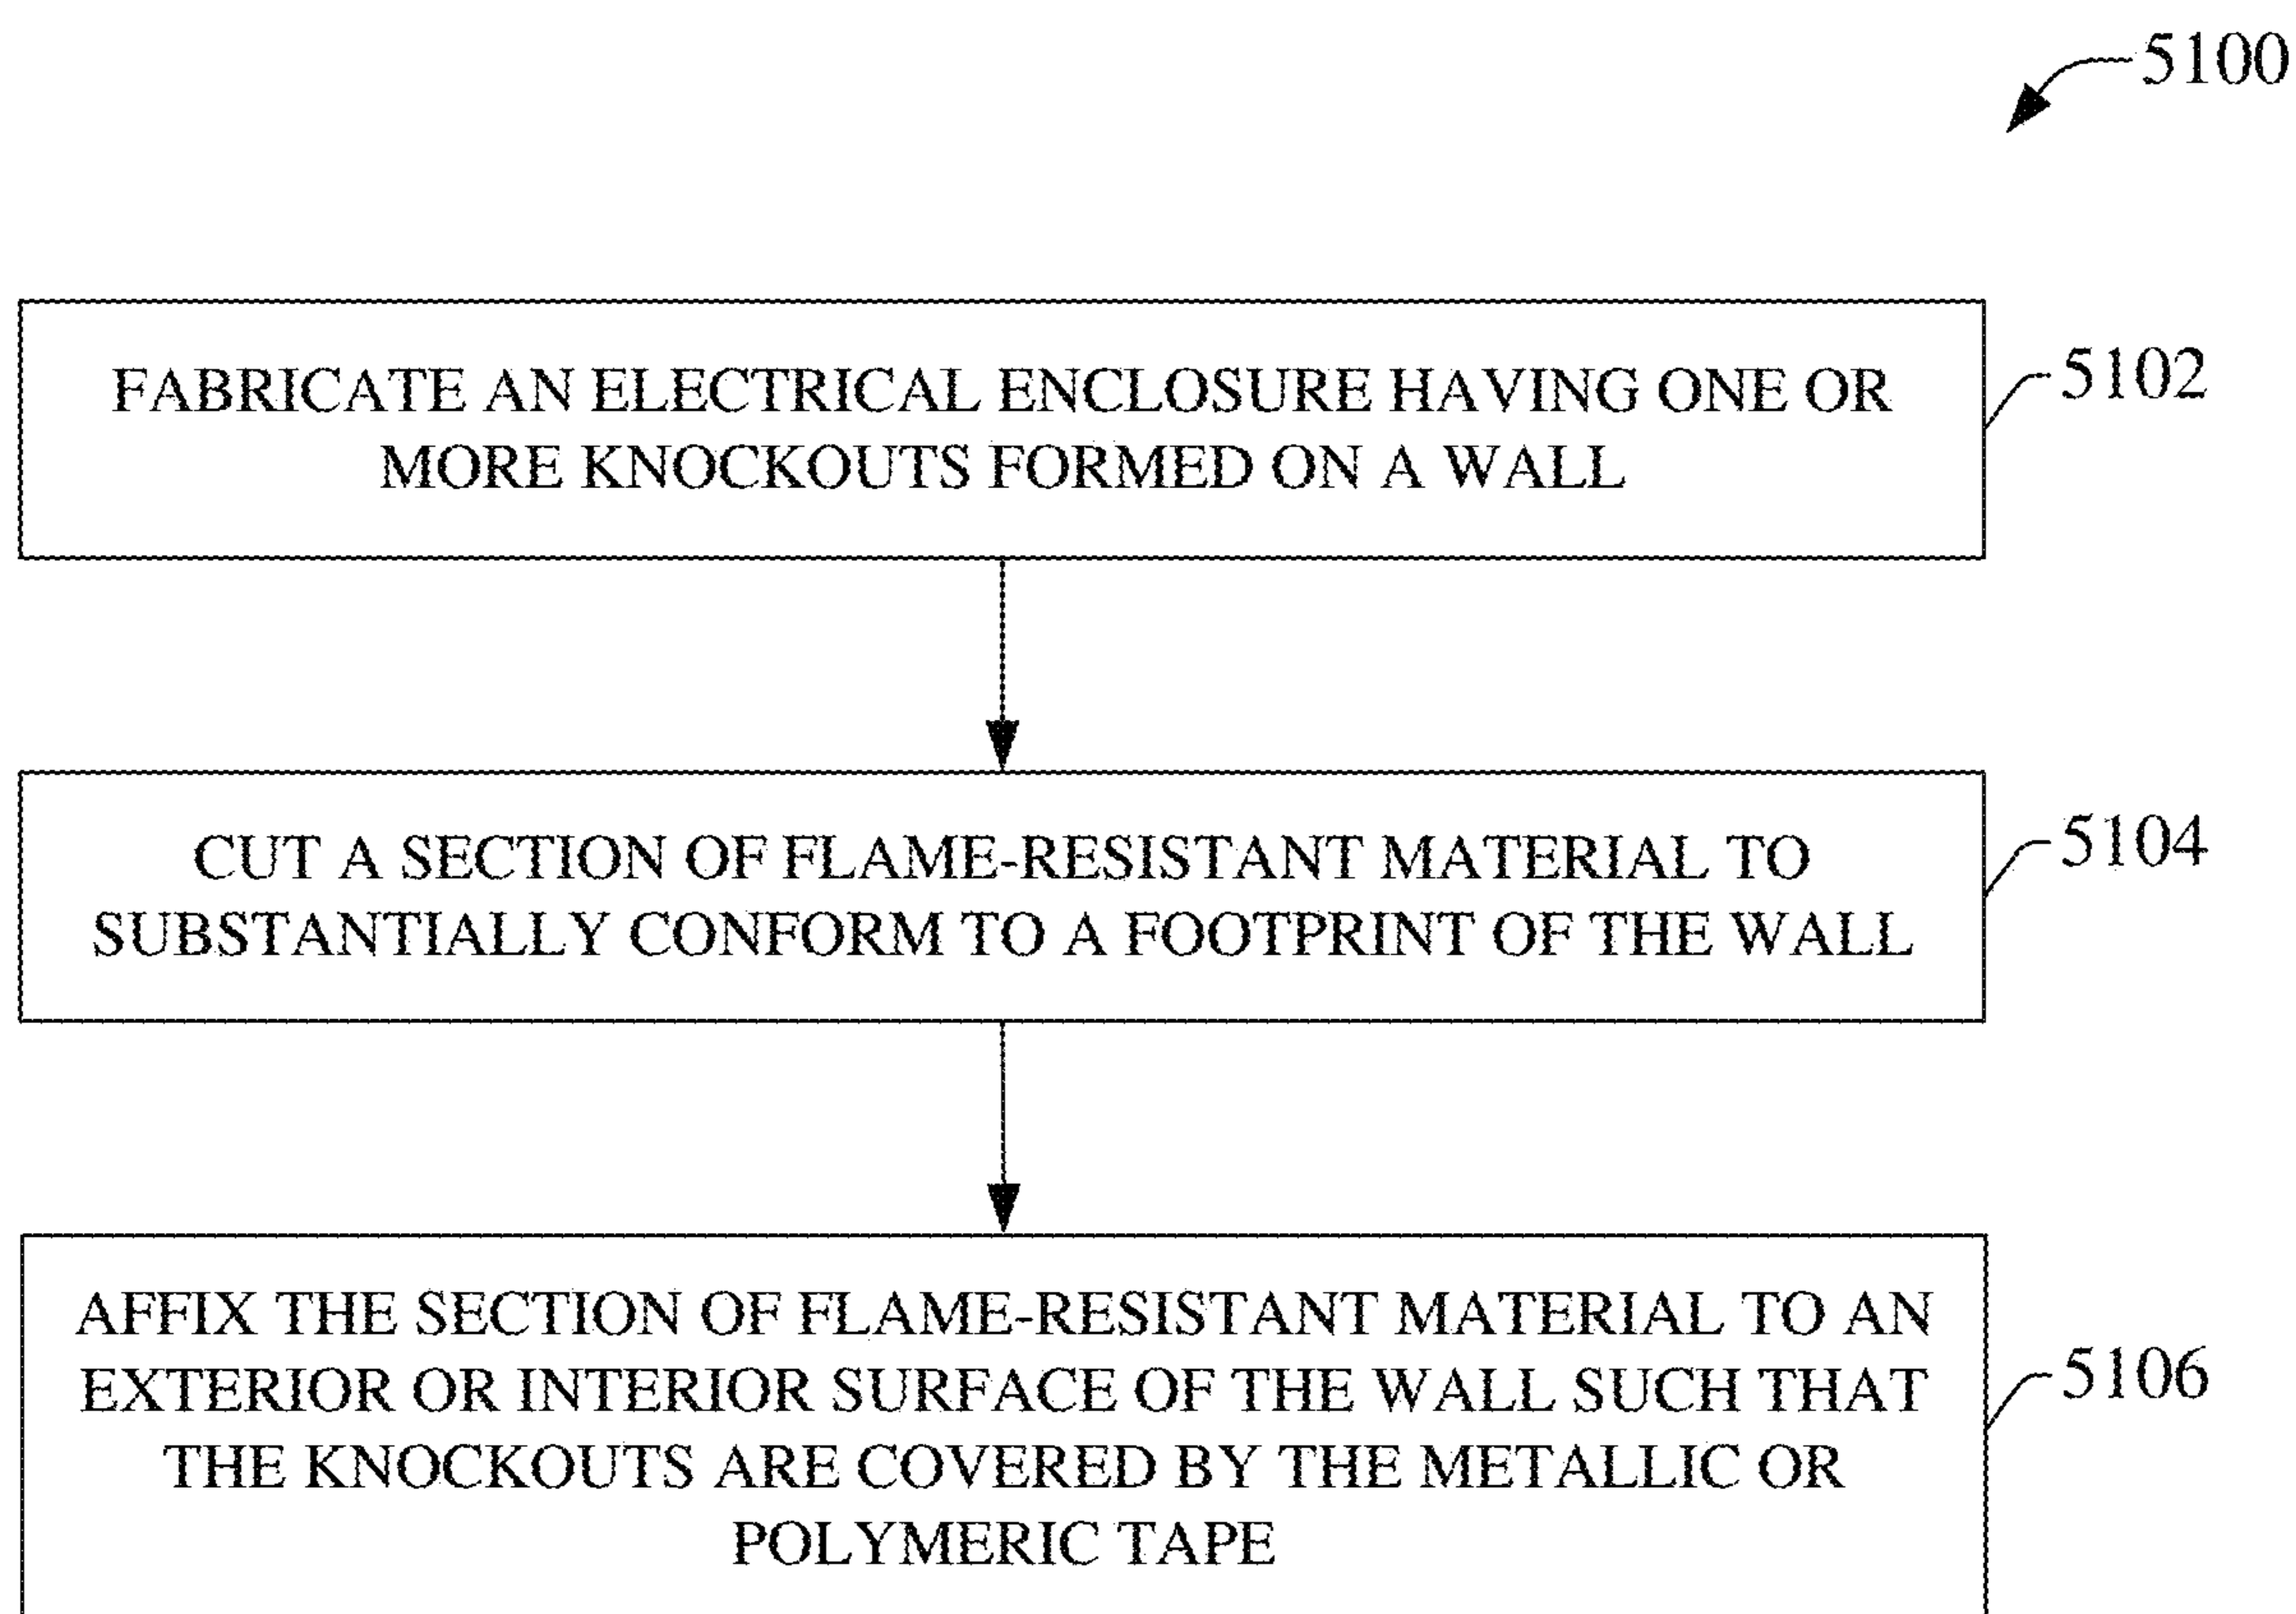 5100
FABRICATE AN ELECTRICAL ENCLOSURE HAVING ONE OR
MORE KNOCKOUTS FORMED ON A WALL
5102
CUT A SECTION OF FLAME-RESISTANT MATERIAL TO
SUBSTANTIALLY CONFORM TO A FOOTPRINT OF THE WALL
5104
AFFIX THE SECTION OF FLAME-RESISTANT MATERIAL TO AN
EXTERIOR OR INTERIOR SURFACE OF THE WALL SUCH THAT
THE KNOCKOUTS ARE COVERED BY THE METALLIC OR
POLYMERIC TAPE
5106